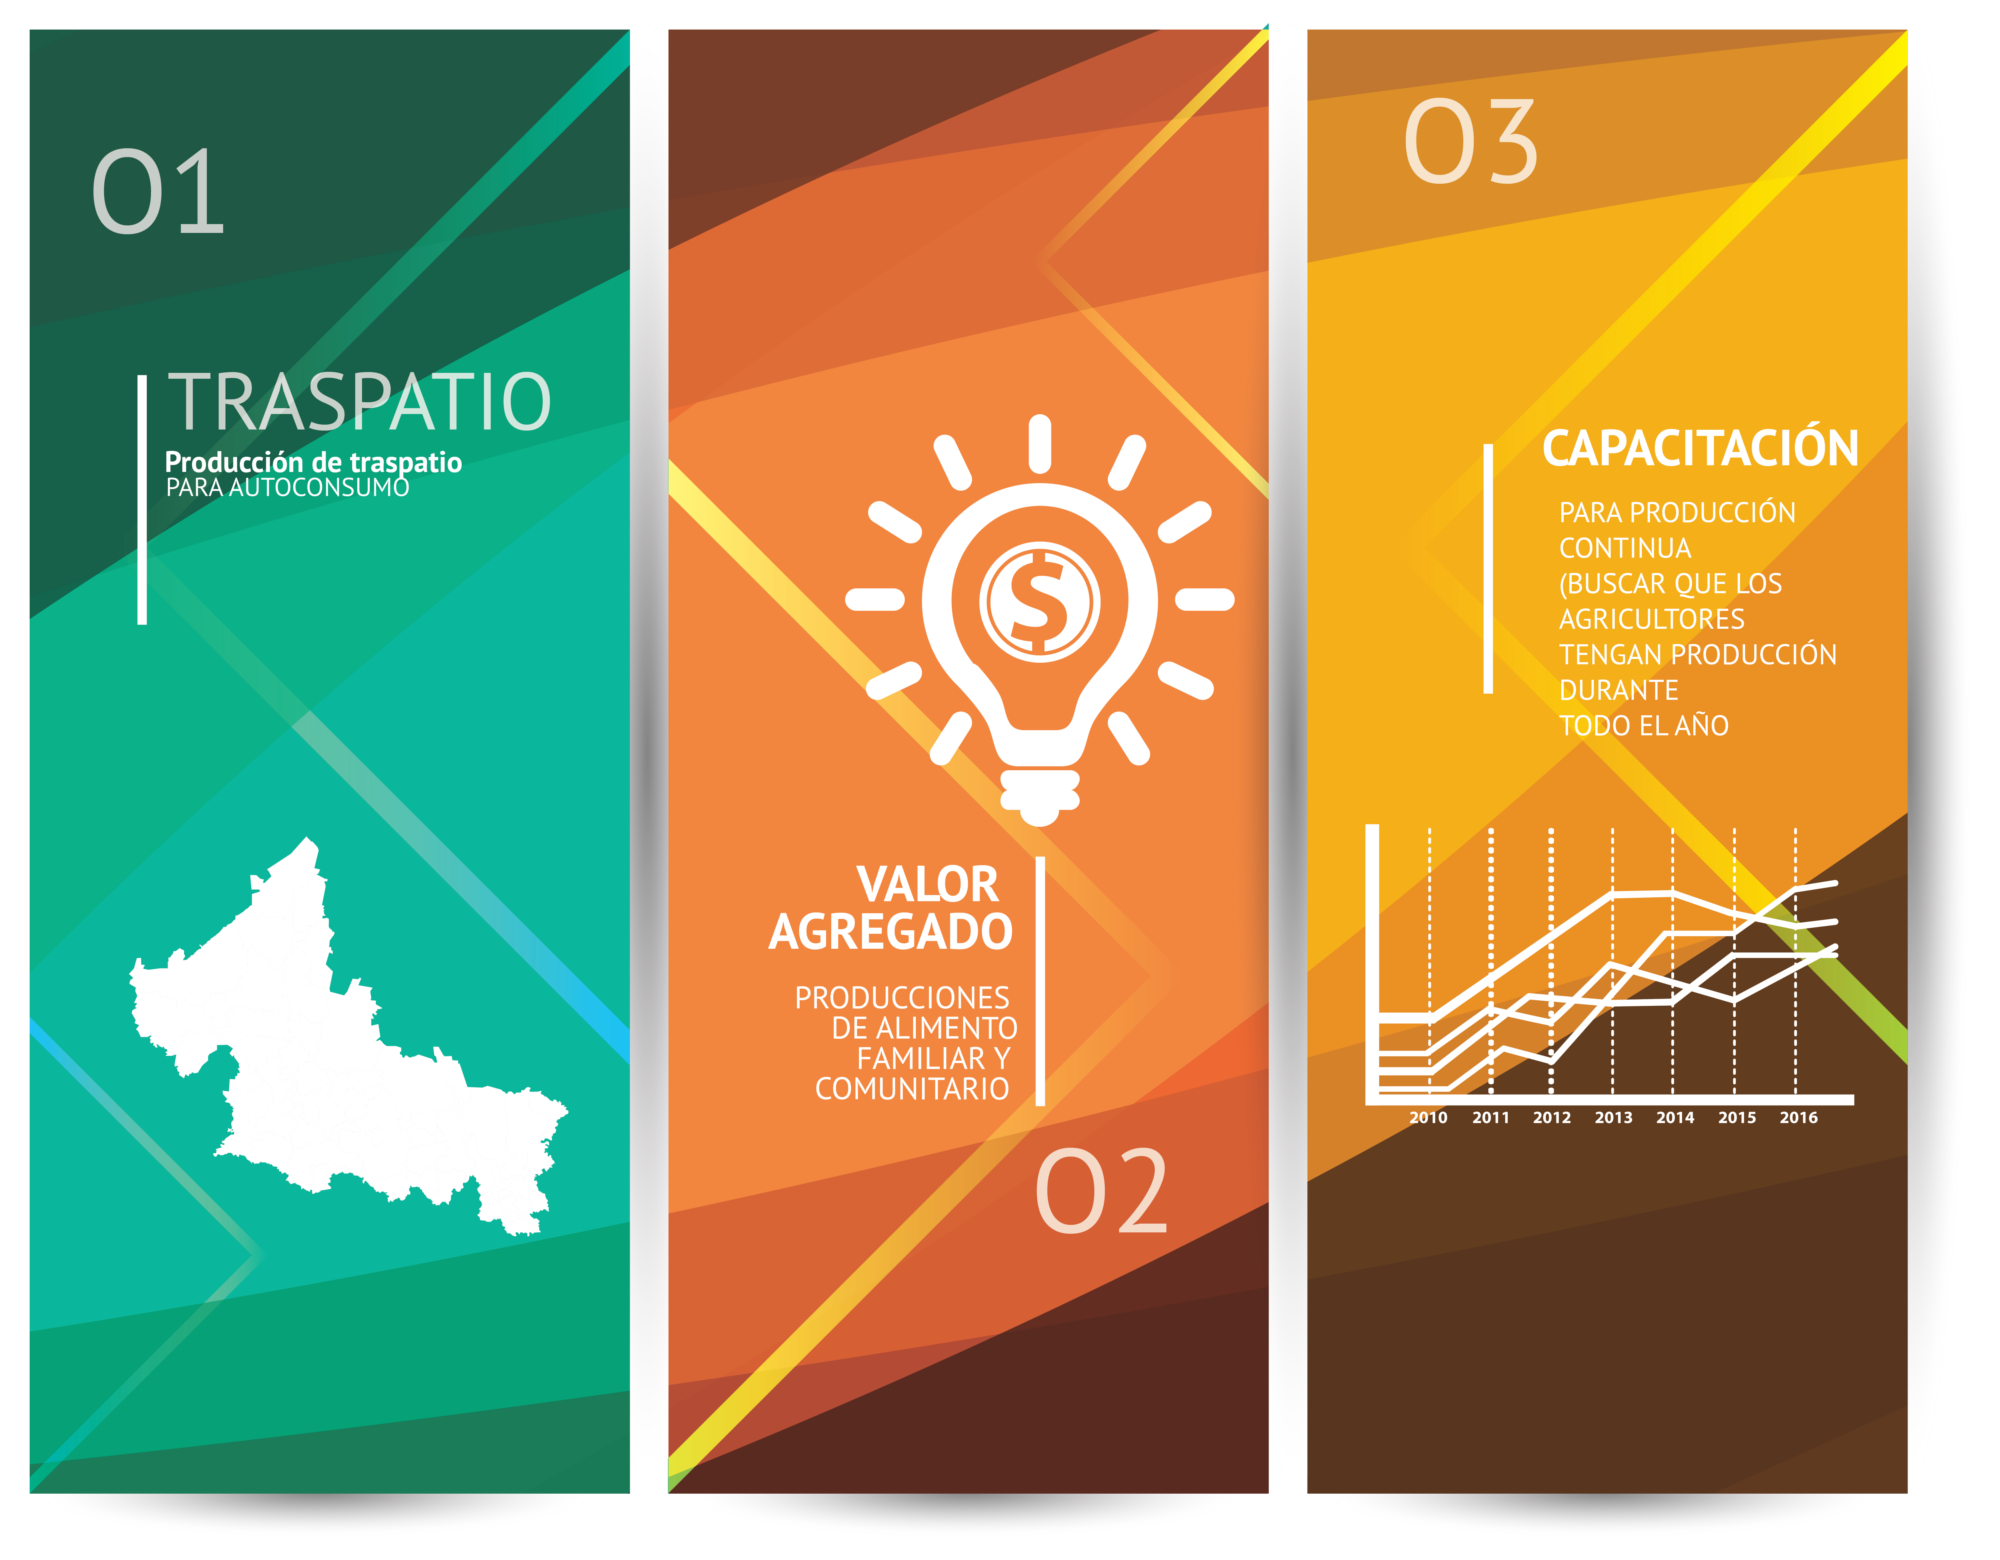 01
TRASPATIO
Producción de traspatio
PARA AUTOCONSUMO
$
VALOR
AGREGADO
PRODUCCIONES
DE ALIMENTO
FAMILIAR Y
COMUNITARIO
02
03
CAPACITACIÓN
PARA PRODUCCIÓN
CONTINUA
(BUSCAR QUE LOS
AGRICULTORES
TENGAN PRODUCCIÓN
DURANTE
TODO EL AÑO
2010 2011 2012 2013 2014 2015 2016